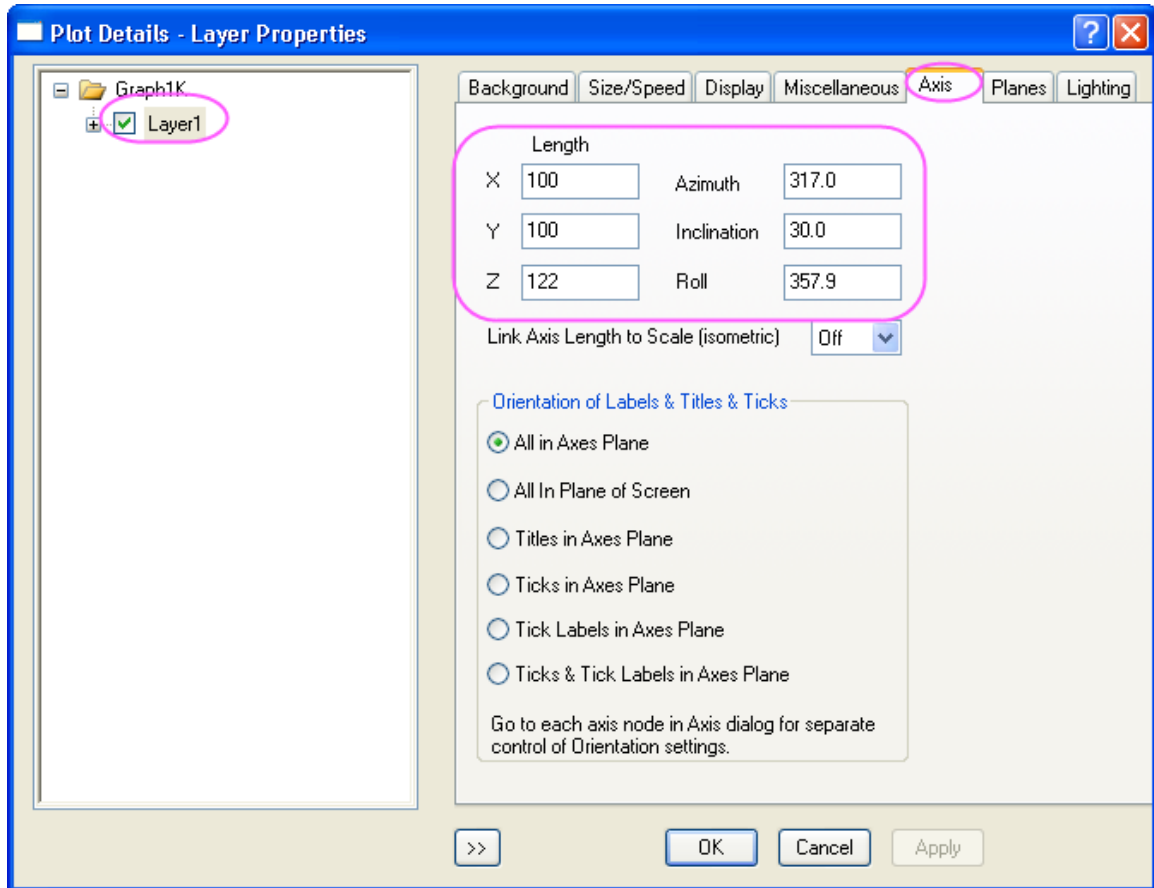 Plot Details - Layer Properties
Graph1K
Layer1
Background Size/Speed Display Miscellaneous Axis Planes Lighting
Length
X 100 Azimuth 317.0
Y 100 Inclination 30.0
Z 122 Roll 357.9
Link Axis Length to Scale (isometric) Off
Orientation of Labels & Titles & Ticks
All in Axes Plane
All In Plane of Screen
Titles in Axes Plane
Ticks in Axes Plane
Tick Labels in Axes Plane
Ticks & Tick Labels in Axes Plane
Go to each axis node in Axis dialog for separate
control of Orientation settings.
>> OK Cancel Apply